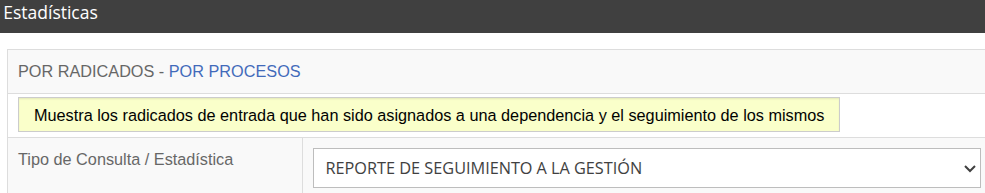 Estadísticas
POR RADICADOS - POR PROCESOS
Muestra los radicados de entrada que han sido asignados a una dependencia y el seguimiento de los mismos
Tipo de Consulta / Estadística
REPORTE DE SEGUIMIENTO A LA GESTIÓN